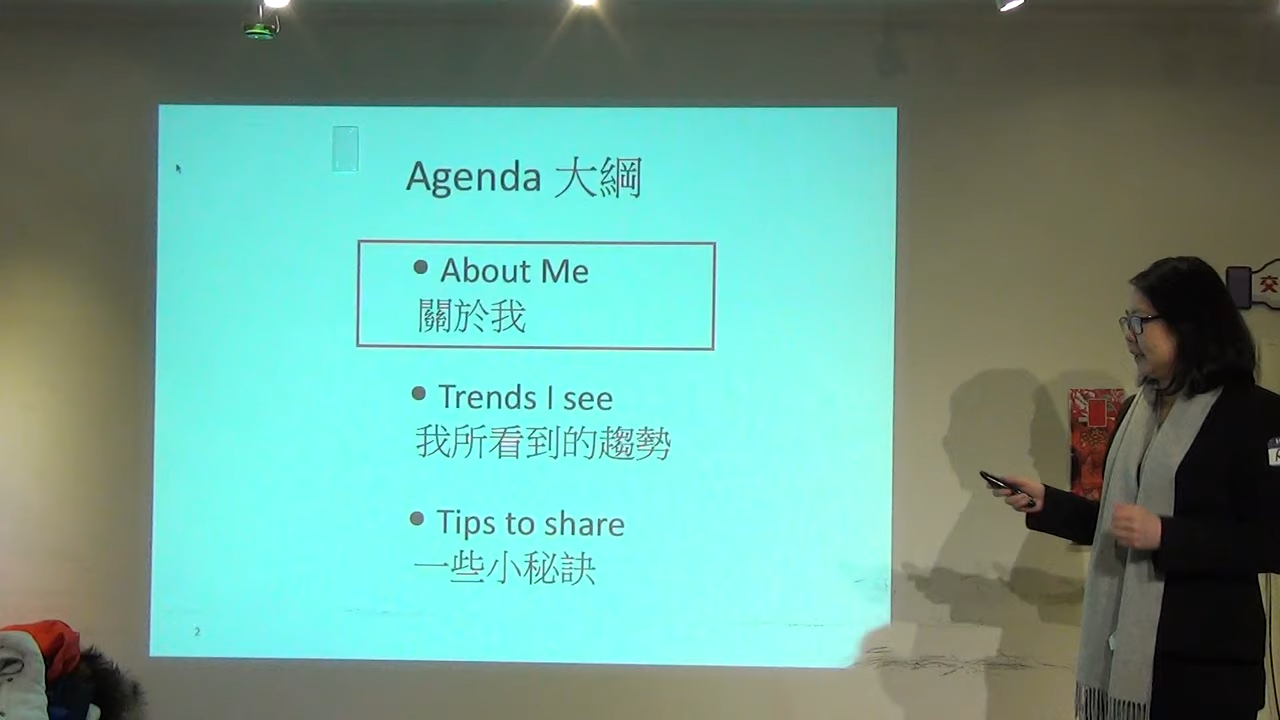 Agenda 大綱
• About Me
關於我
• Trends I see
我所看到的趨勢
• Tips to share
一些小秘訣
2
交